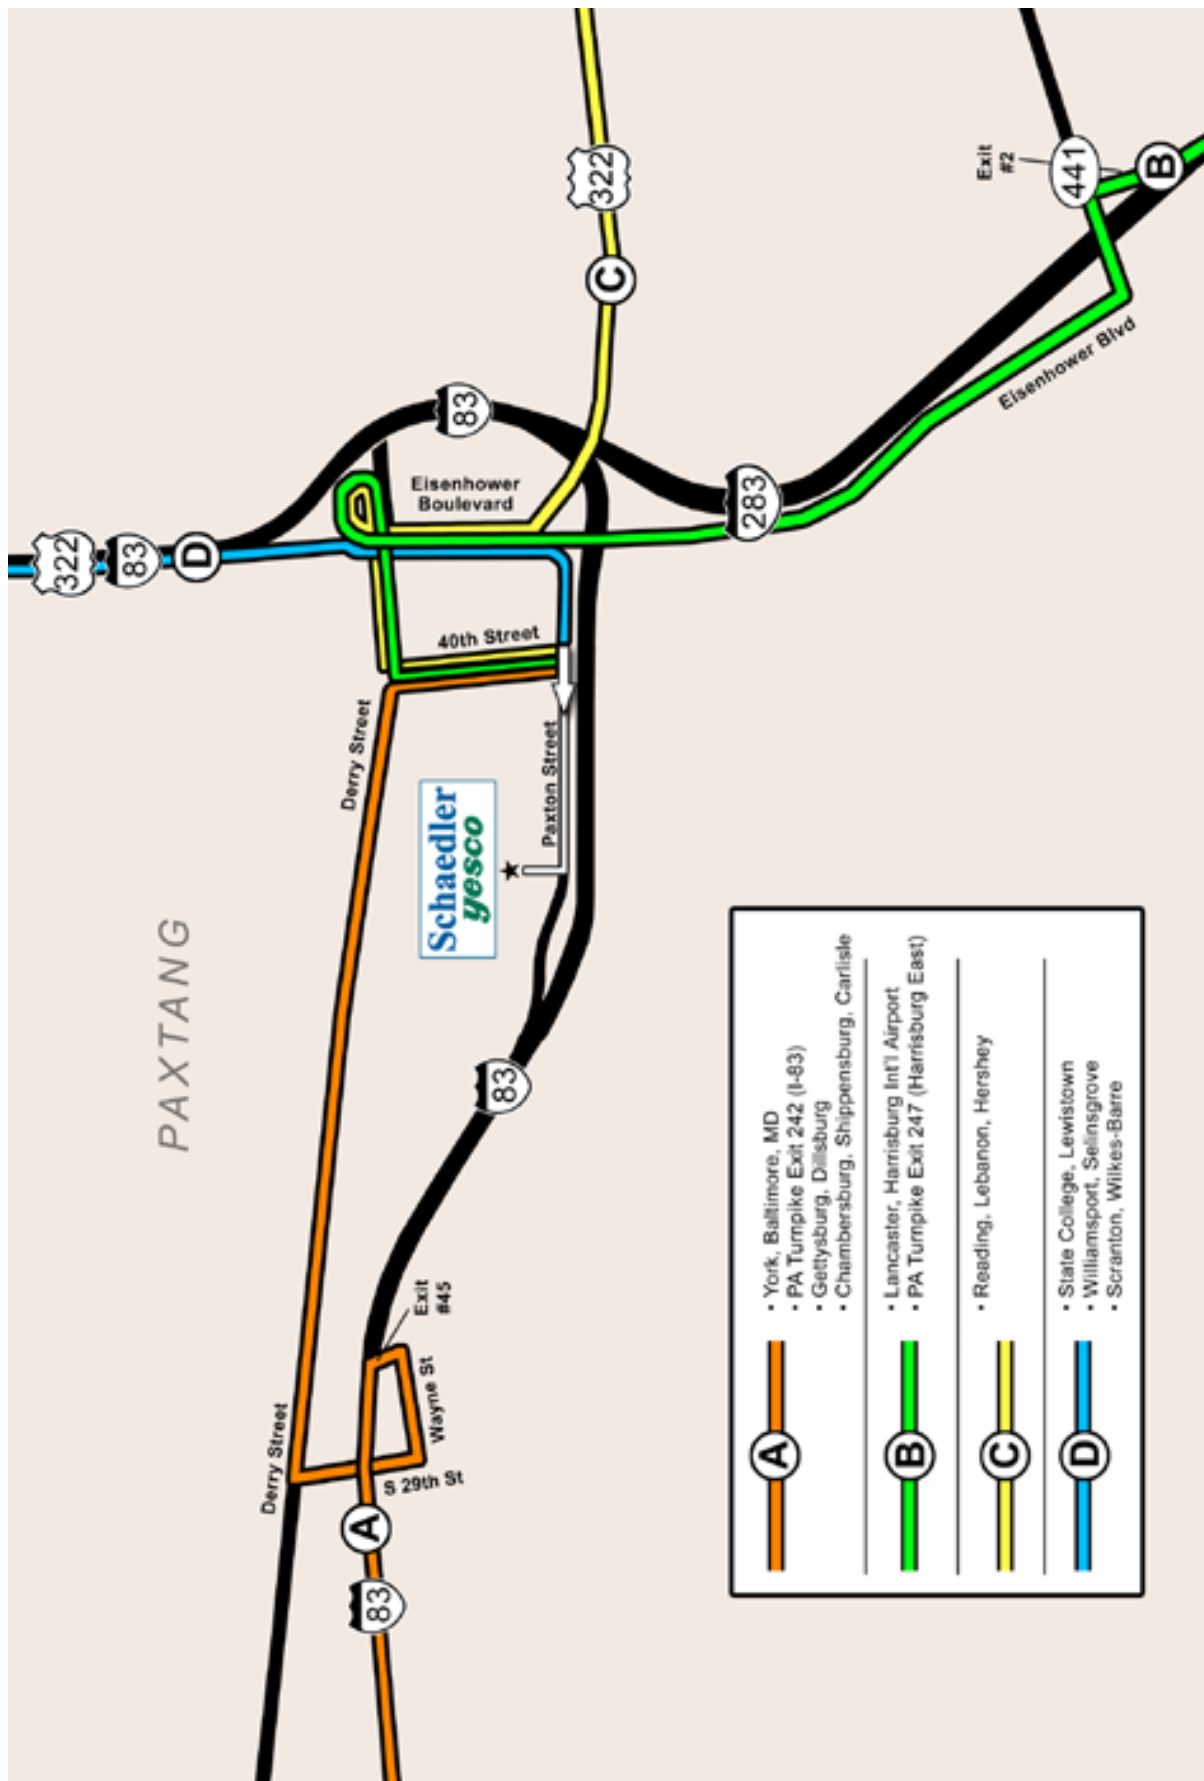 PAXTANG
322
83
D
Derry Street
Derry Street
Eisenhower
Boulevard
40th Street
83
322
C
Schaedler
yesco
Paxton Street
83
Exit
#45
Wayne St
S 29th St
A
83
283
Eisenhower Blvd
Exit
#2
441
B
A
• York, Baltimore, MD
• PA Turnpike Exit 242 (I-83)
• Gettysburg, Dillsburg
• Chambersburg, Shippensburg, Carlisle
B
• Lancaster, Harrisburg Int'l Airport
• PA Turnpike Exit 247 (Harrisburg East)
C
• Reading, Lebanon, Hershey
D
• State College, Lewistown
• Williamsport, Selinsgrove
• Scranton, Wilkes-Barre